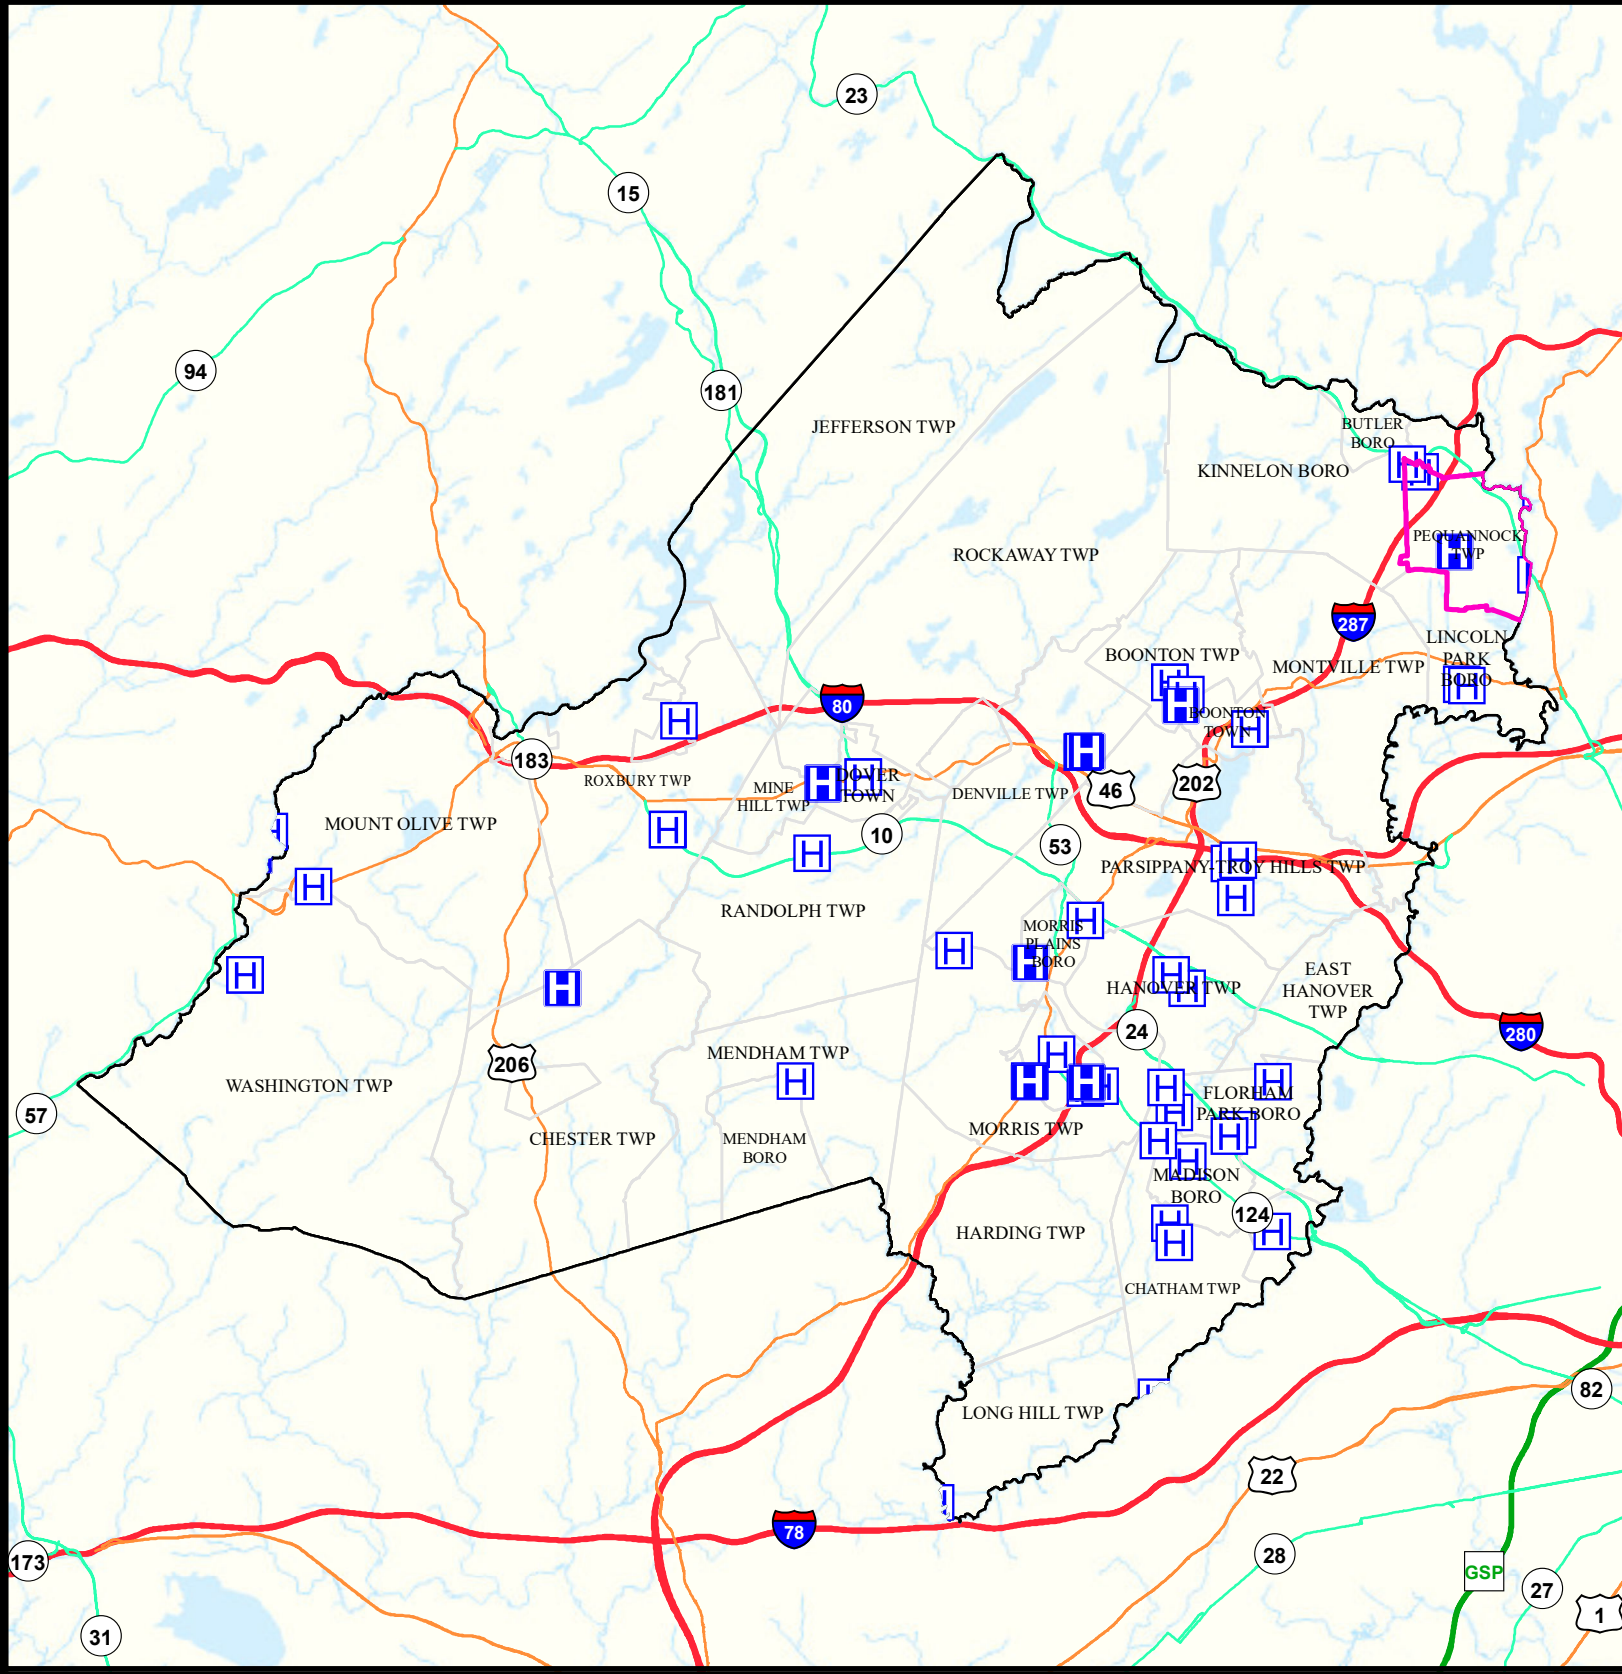 23
15
94
181
JEFFERSON TWP
BUTLER
BORO
KINNELON BORO
H
H
PEQUANNOCK
TWP
H
ROCKAWAY TWP
287
LINCOLN
PARK
BORO
H
BOONTON TWP
MONTVILLE TWP
H
H
H
BOONTON
TOWN
H
80
H
183
ROXBURY TWP
MINE
HILL TWP
H
DOVER
TOWN
H
DENVILLE TWP
H
46
202
MOUNT OLIVE TWP
H
H
10
53
PARSIPPANY-TROY HILLS TWP
H
H
H
RANDOLPH TWP
H
MORRIS
PLAINS
BORO
H
H
H
EAST
HANOVER
TWP
HANOVER TWP
H
H
H
24
280
206
MENDHAM TWP
H
H
H
H
H
WASHINGTON TWP
57
FLORHAM
PARK BORO
H
H
H
H
H
CHESTER TWP
MENDHAM
BORO
MORRIS TWP
MADISON
BORO
H
124
HARDING TWP
H
H
H
CHATHAM TWP
LONG HILL TWP
82
22
78
173
28
GSP
27
1
31